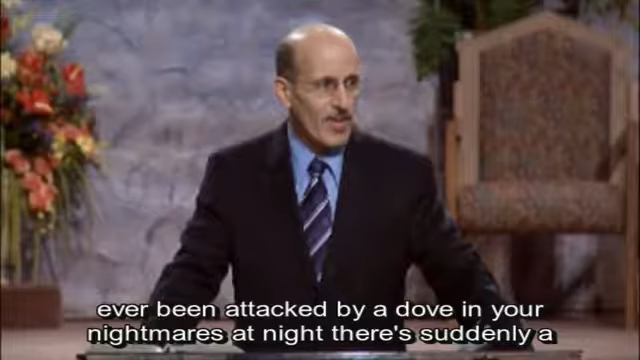 ever been attacked by a dove in your
nightmares at night there's suddenly a